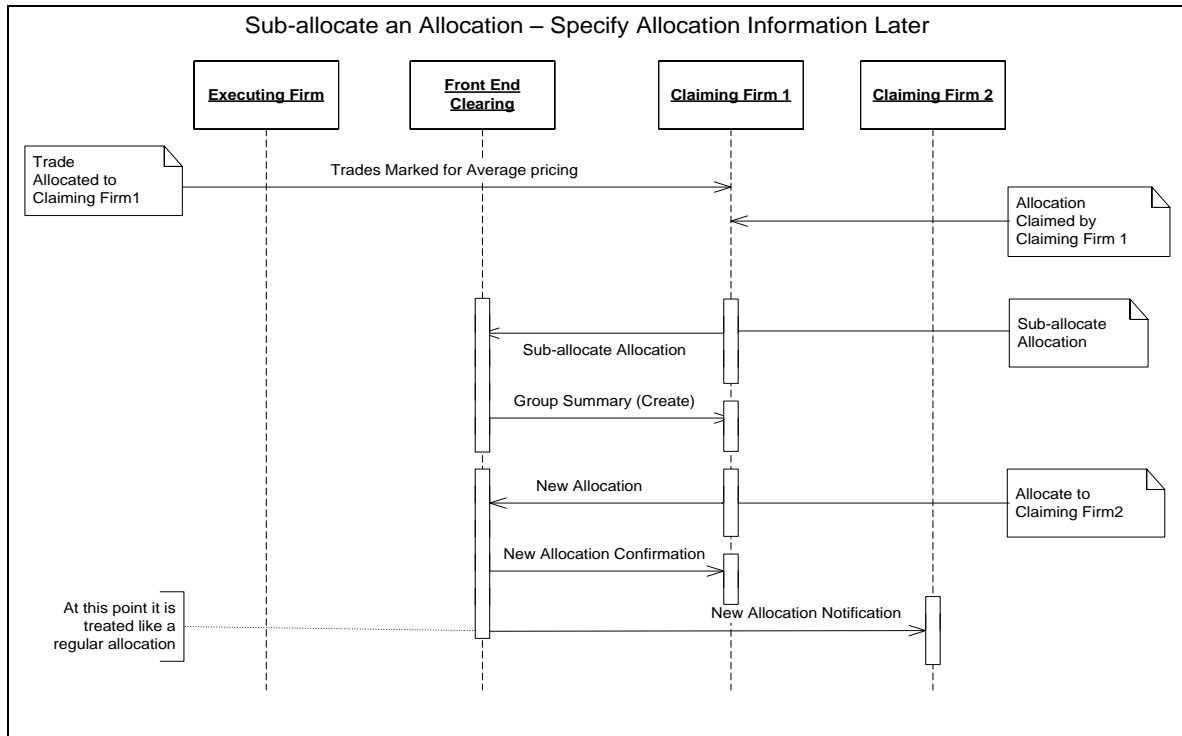 Sub-allocate an Allocation – Specify Allocation Information Later
Executing Firm
Front End
Clearing
Claiming Firm 1
Claiming Firm 2
Trade
Allocated to
Claiming Firm1
Trades Marked for Average pricing
Allocation
Claimed by
Claiming Firm 1
Sub-allocate
Allocation
Sub-allocate Allocation
Group Summary (Create)
New Allocation
Allocate to
Claiming Firm2
New Allocation Confirmation
At this point it is
treated like a
regular allocation
New Allocation Notification